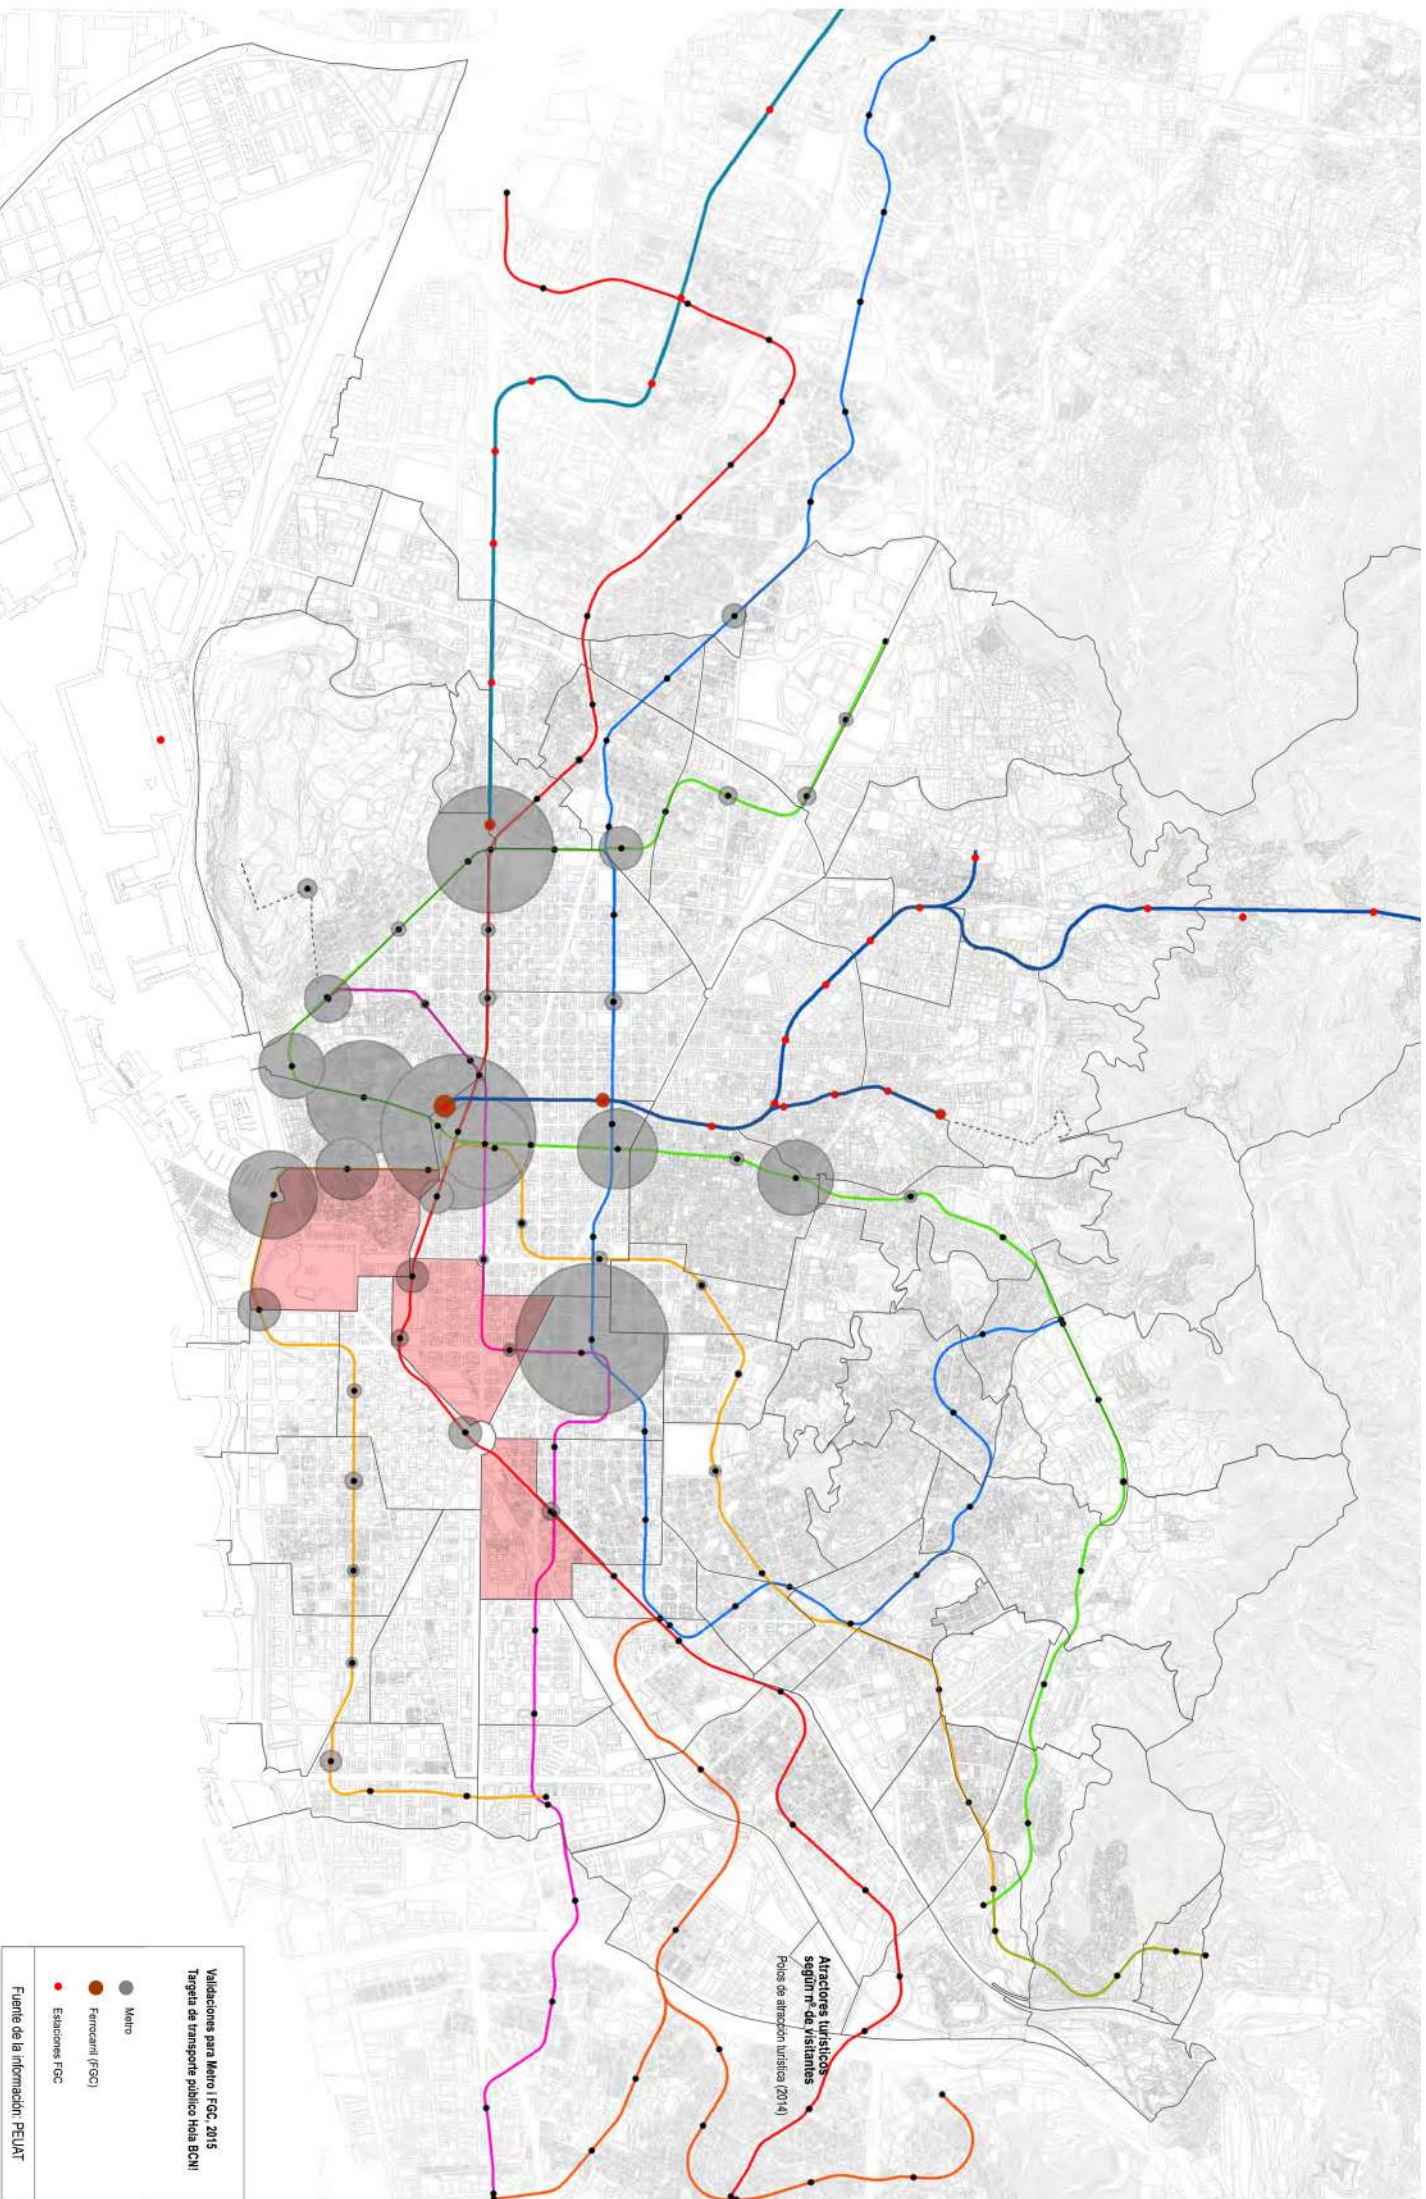 Atractores turísticos
según nº de visitantes
Polos de atracción turística (2014)
Validaciones para Metro i FGC, 2015
Targeta de transporte público Hola BCN!
Metro
Ferrocarril (FGC)
Estaciones FGC
Fuente de la información: PEUAT